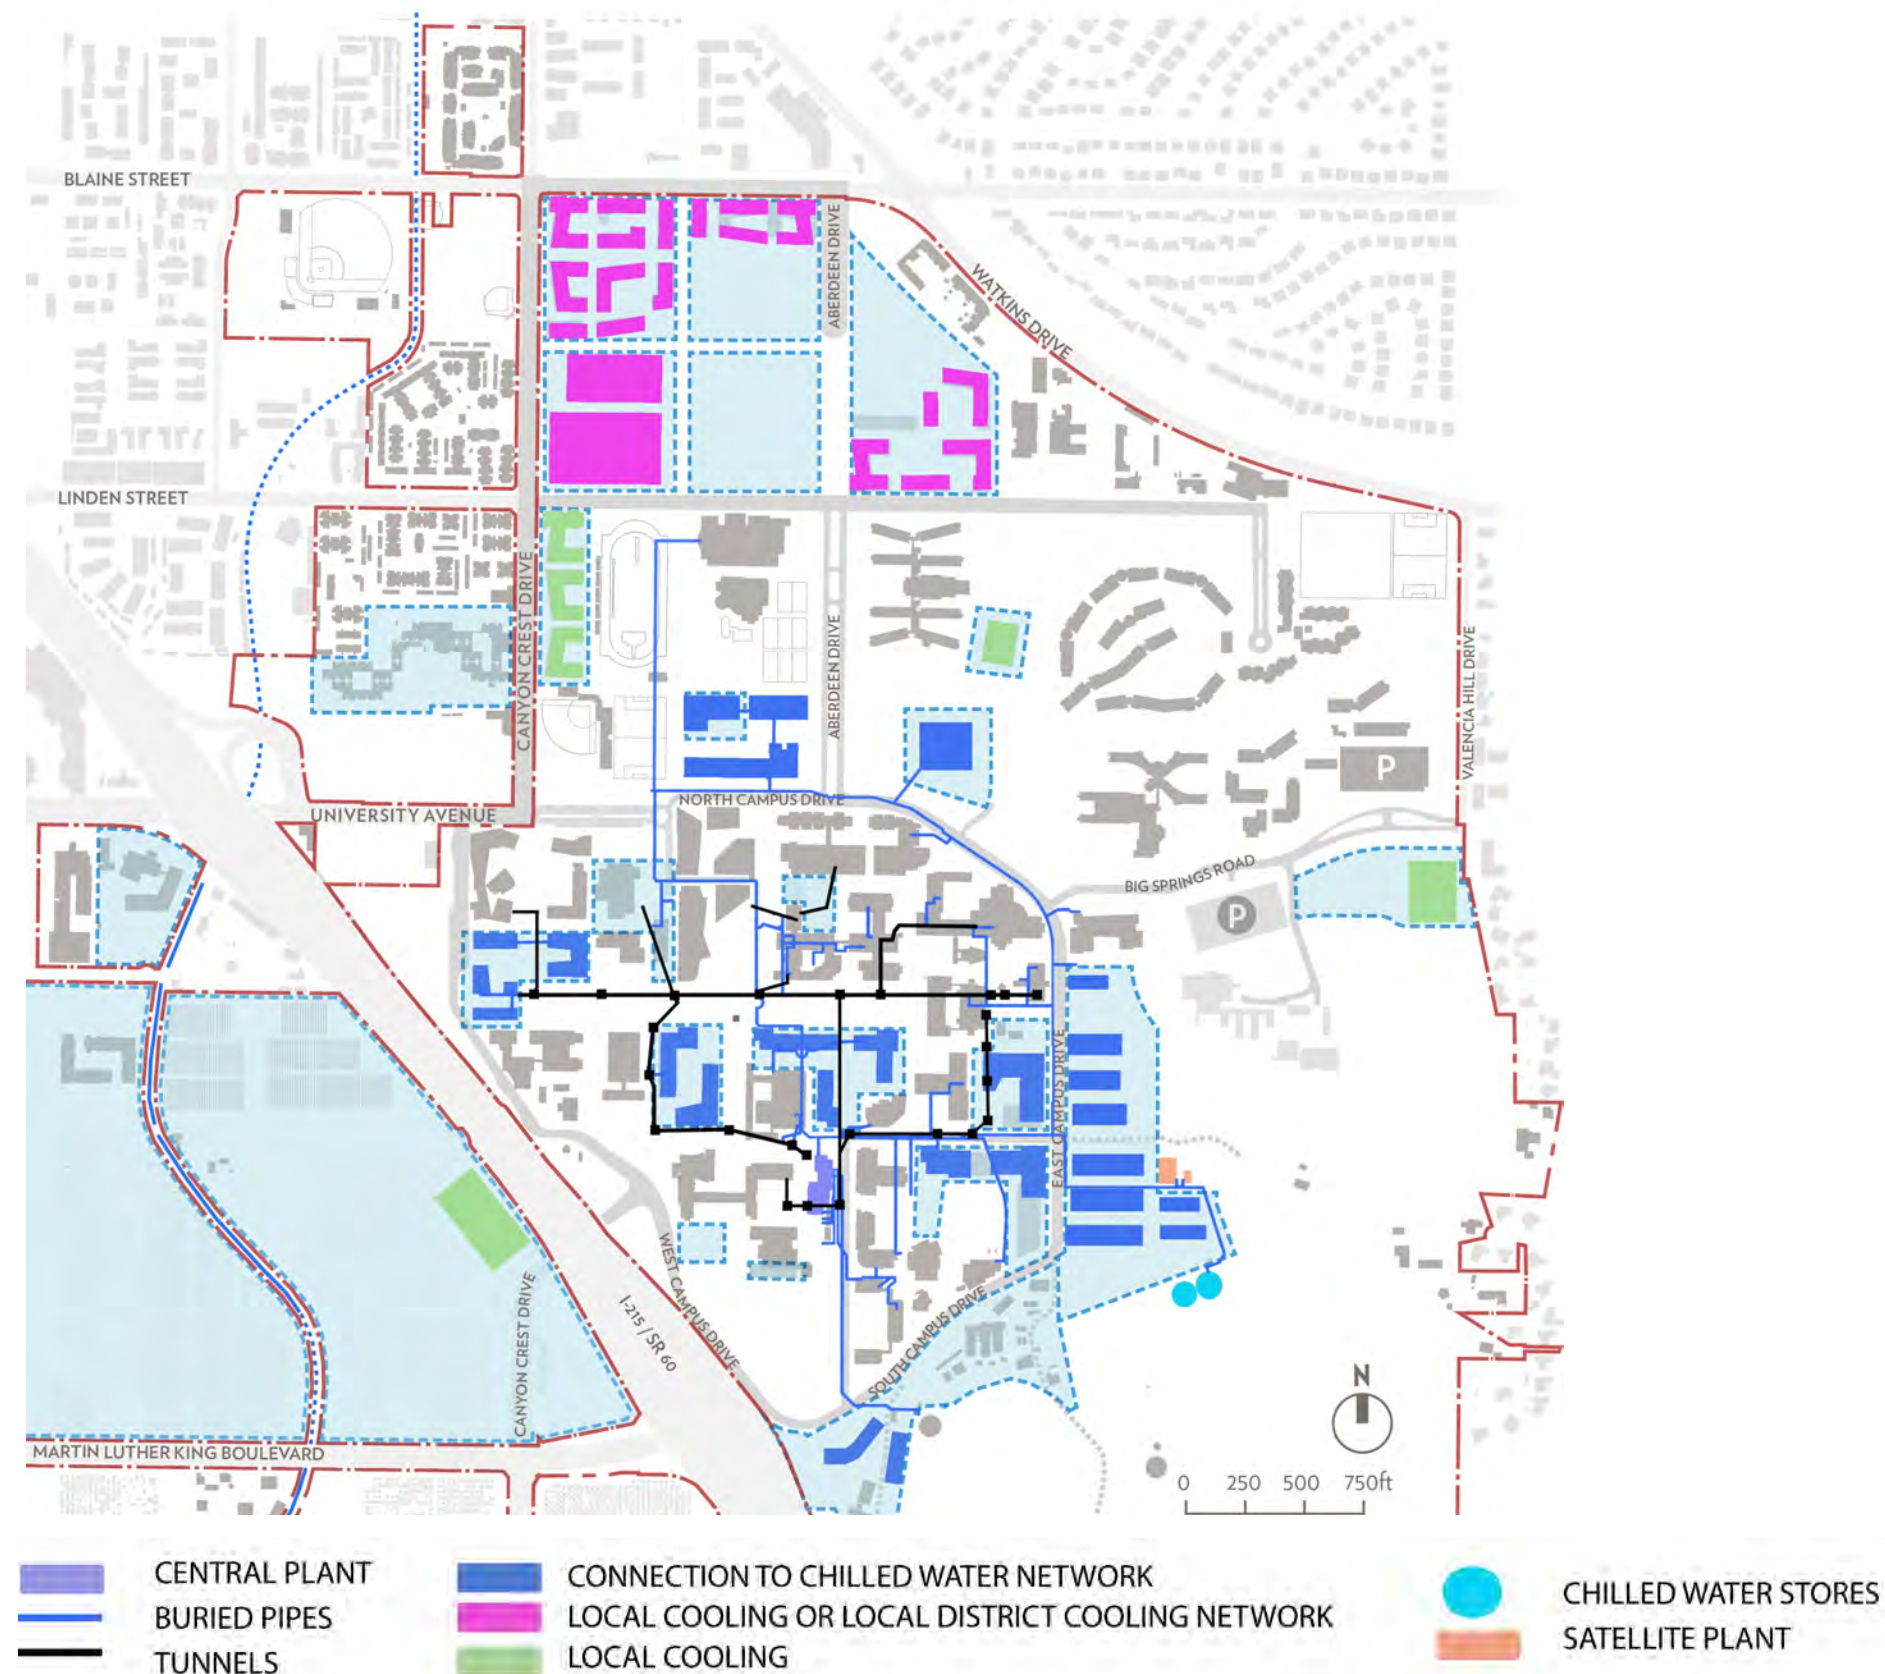 BLAINE STREET
ABERDEEN DRIVE
WATKINS DRIVE
LINDEN STREET
CANYON CREST DRIVE
ABERDEEN DRIVE
VALENCIA HILL DRIVE
P
NORTH CAMPUS DRIVE
UNIVERSITY AVENUE
BIG SPRINGS ROAD
P
EAST CAMPUS DRIVE
WEST CAMPUS DRIVE
I-215 / SR 60
CANYON CREST DRIVE
SOUTH CAMPUS DRIVE
MARTIN LUTHER KING BOULEVARD
N
0 250 500 750ft
CENTRAL PLANT
BURIED PIPES
TUNNELS
CONNECTION TO CHILLED WATER NETWORK
LOCAL COOLING OR LOCAL DISTRICT COOLING NETWORK
LOCAL COOLING
CHILLED WATER STORES
SATELLITE PLANT